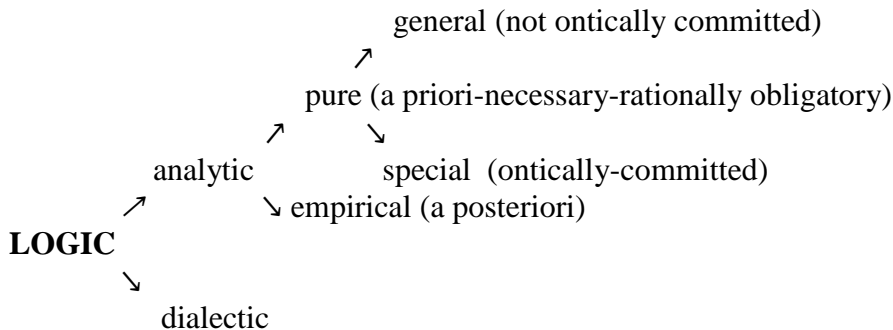 general (not ontically committed)
↗
pure (a priori-necessary-rationally obligatory)
↗ ↘
analytic special (ontically-committed)
↗ ↘ empirical (a posteriori)
LOGIC
↘
dialectic